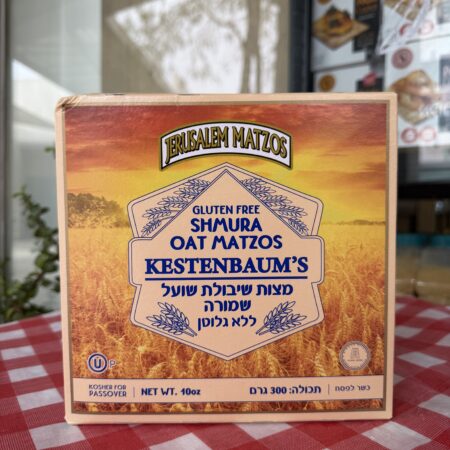 JERUSALEM MATZOS
GLUTEN FREE
SHMURA
OAT MATZOS
KESTENBAUM'S
מצות שיבולת שועל
שמורה
ללא גלוטן
U P
KOSHER FOR
PASSOVER
NET WT. 10oz
תכולה: 300 גרם
כשר לפסח